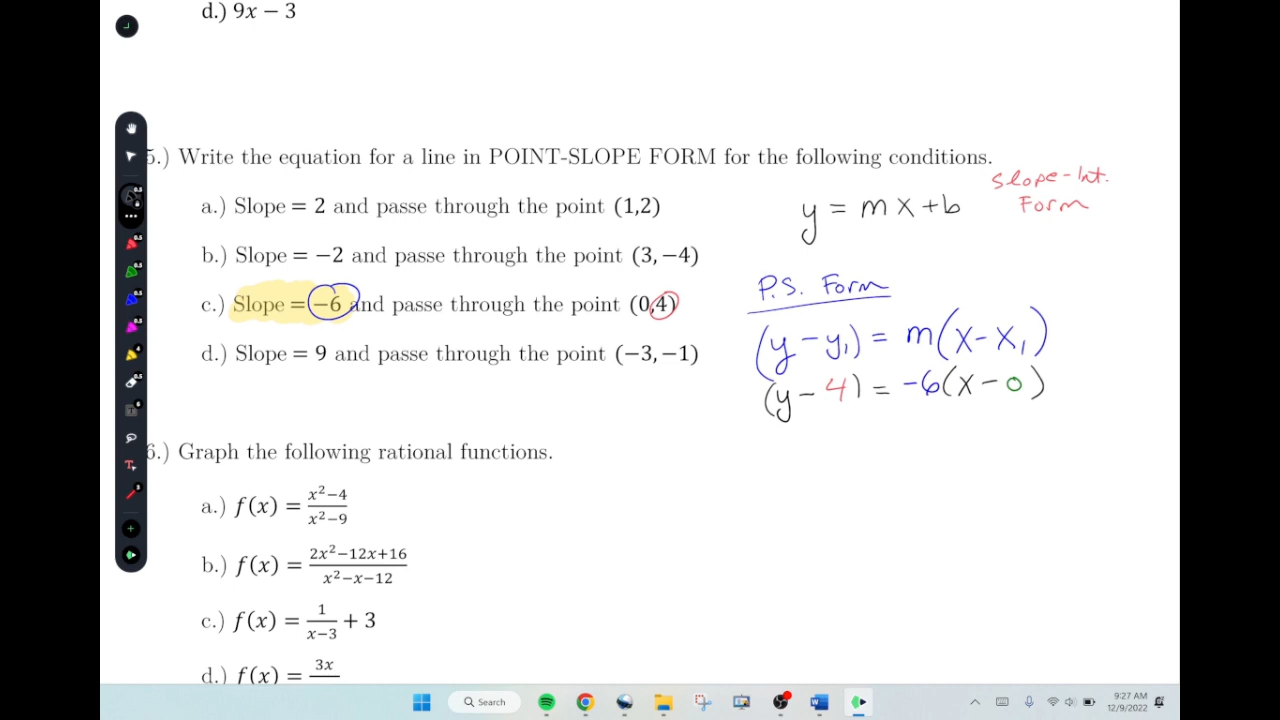 d.) 9x − 3
5.) Write the equation for a line in POINT-SLOPE FORM for the following conditions.
Slope-Int.
Form
a.) Slope = 2 and passe through the point (1,2)
y = mx+b
b.) Slope = −2 and passe through the point (3,−4)
P.S. Form
c.) Slope = −6 and passe through the point (0,4)
(y − y₁) = m(x − x₁)
d.) Slope = 9 and passe through the point (−3,−1)
(y − 4) = −6(x − 0)
6.) Graph the following rational functions.
a.) f(x) = x²−4 / x²−9
b.) f(x) = 2x²−12x+16 / x²−x−12
c.) f(x) = 1 / x−3 + 3
d.) f(x) = 3x
Search
9:27 AM
12/9/2022